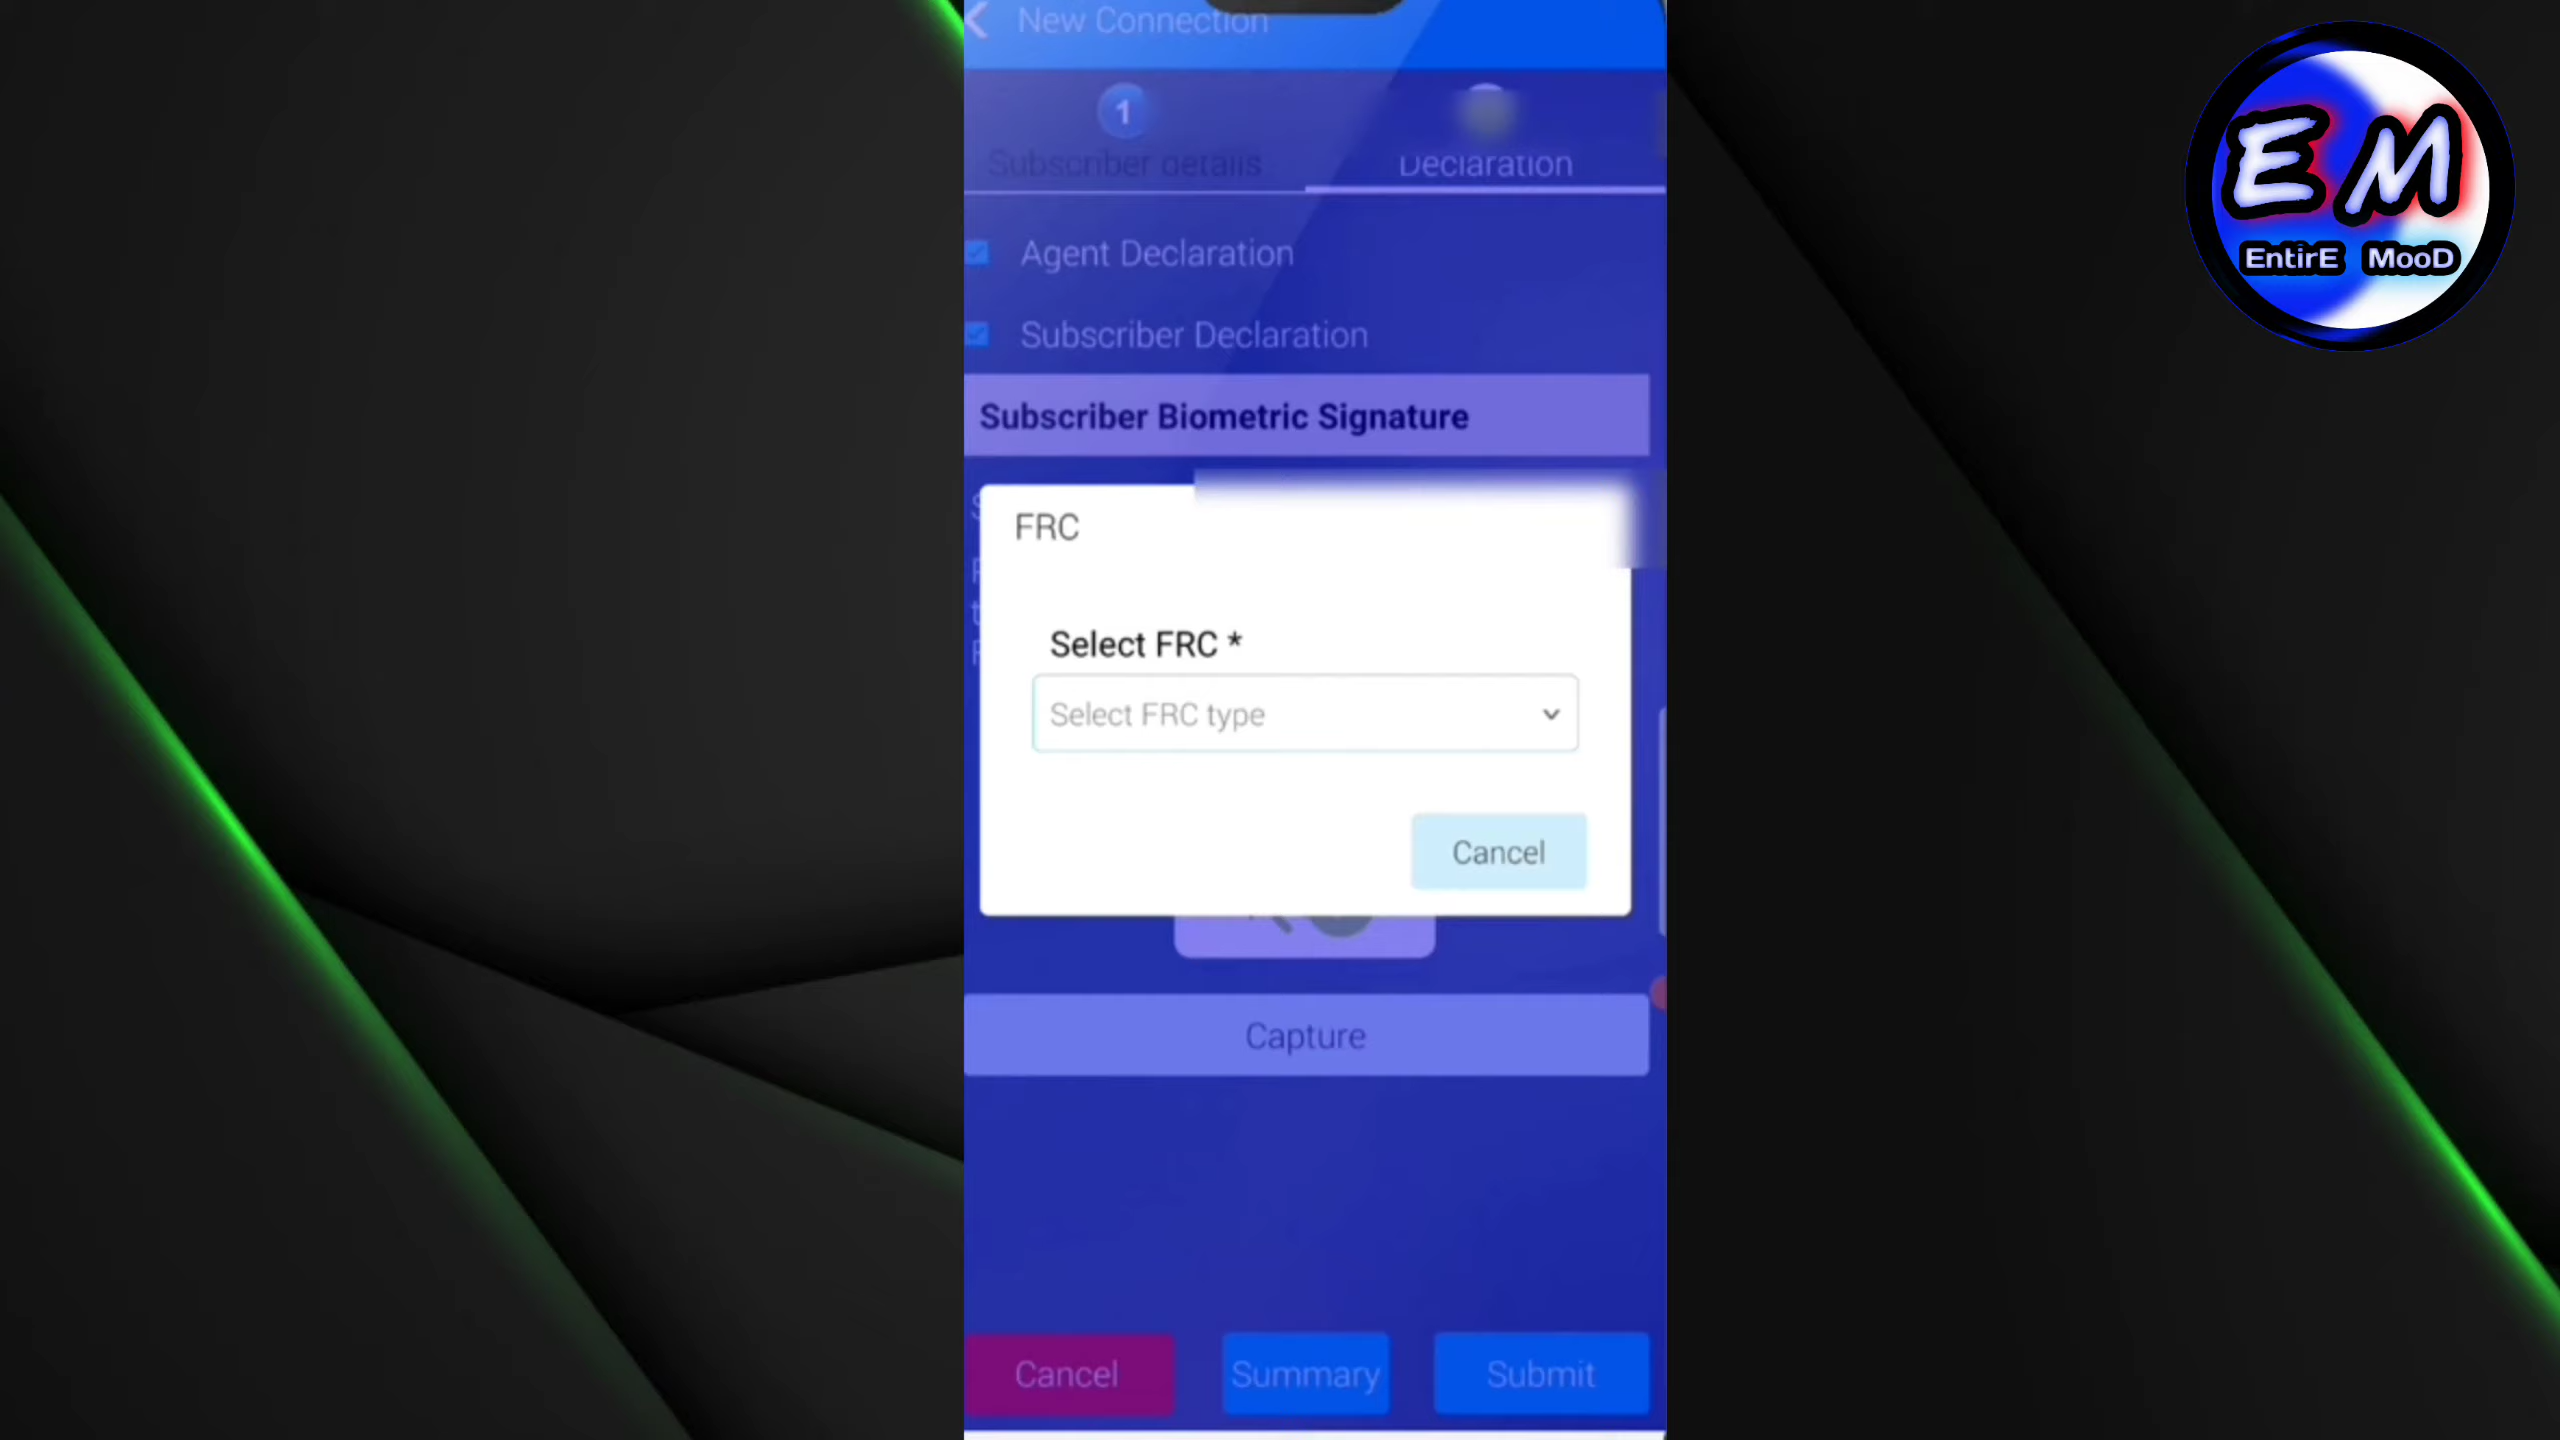 New Connection
1
Subscriber details
Declaration
Agent Declaration
Subscriber Declaration
Subscriber Biometric Signature
FRC
Select FRC *
Select FRC type
Cancel
Capture
Cancel
Summary
Submit
EM
EntirE MooD